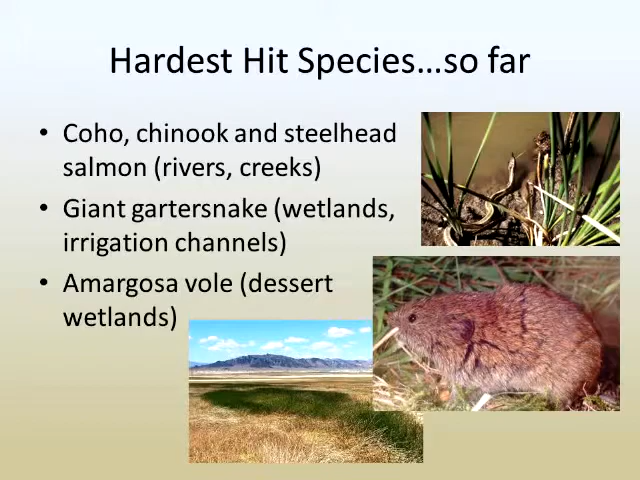 Hardest Hit Species…so far
• Coho, chinook and steelhead
salmon (rivers, creeks)
• Giant gartersnake (wetlands,
irrigation channels)
• Amargosa vole (dessert
wetlands)